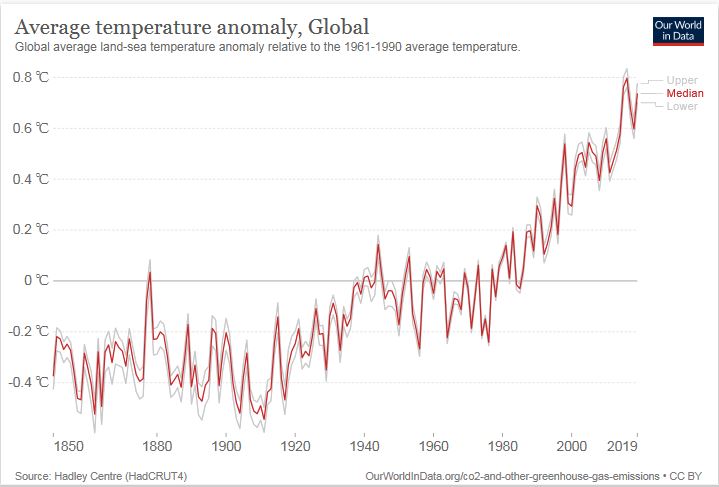 Average temperature anomaly, Global
Global average land-sea temperature anomaly relative to the 1961-1990 average temperature.
Our World
in Data
0.8 °C
0.6 °C
0.4 °C
0.2 °C
0 °C
-0.2 °C
-0.4 °C
Upper
Median
Lower
1850
1880
1900
1920
1940
1960
1980
2000
2019
Source: Hadley Centre (HadCRUT4)
OurWorldInData.org/co2-and-other-greenhouse-gas-emissions • CC BY